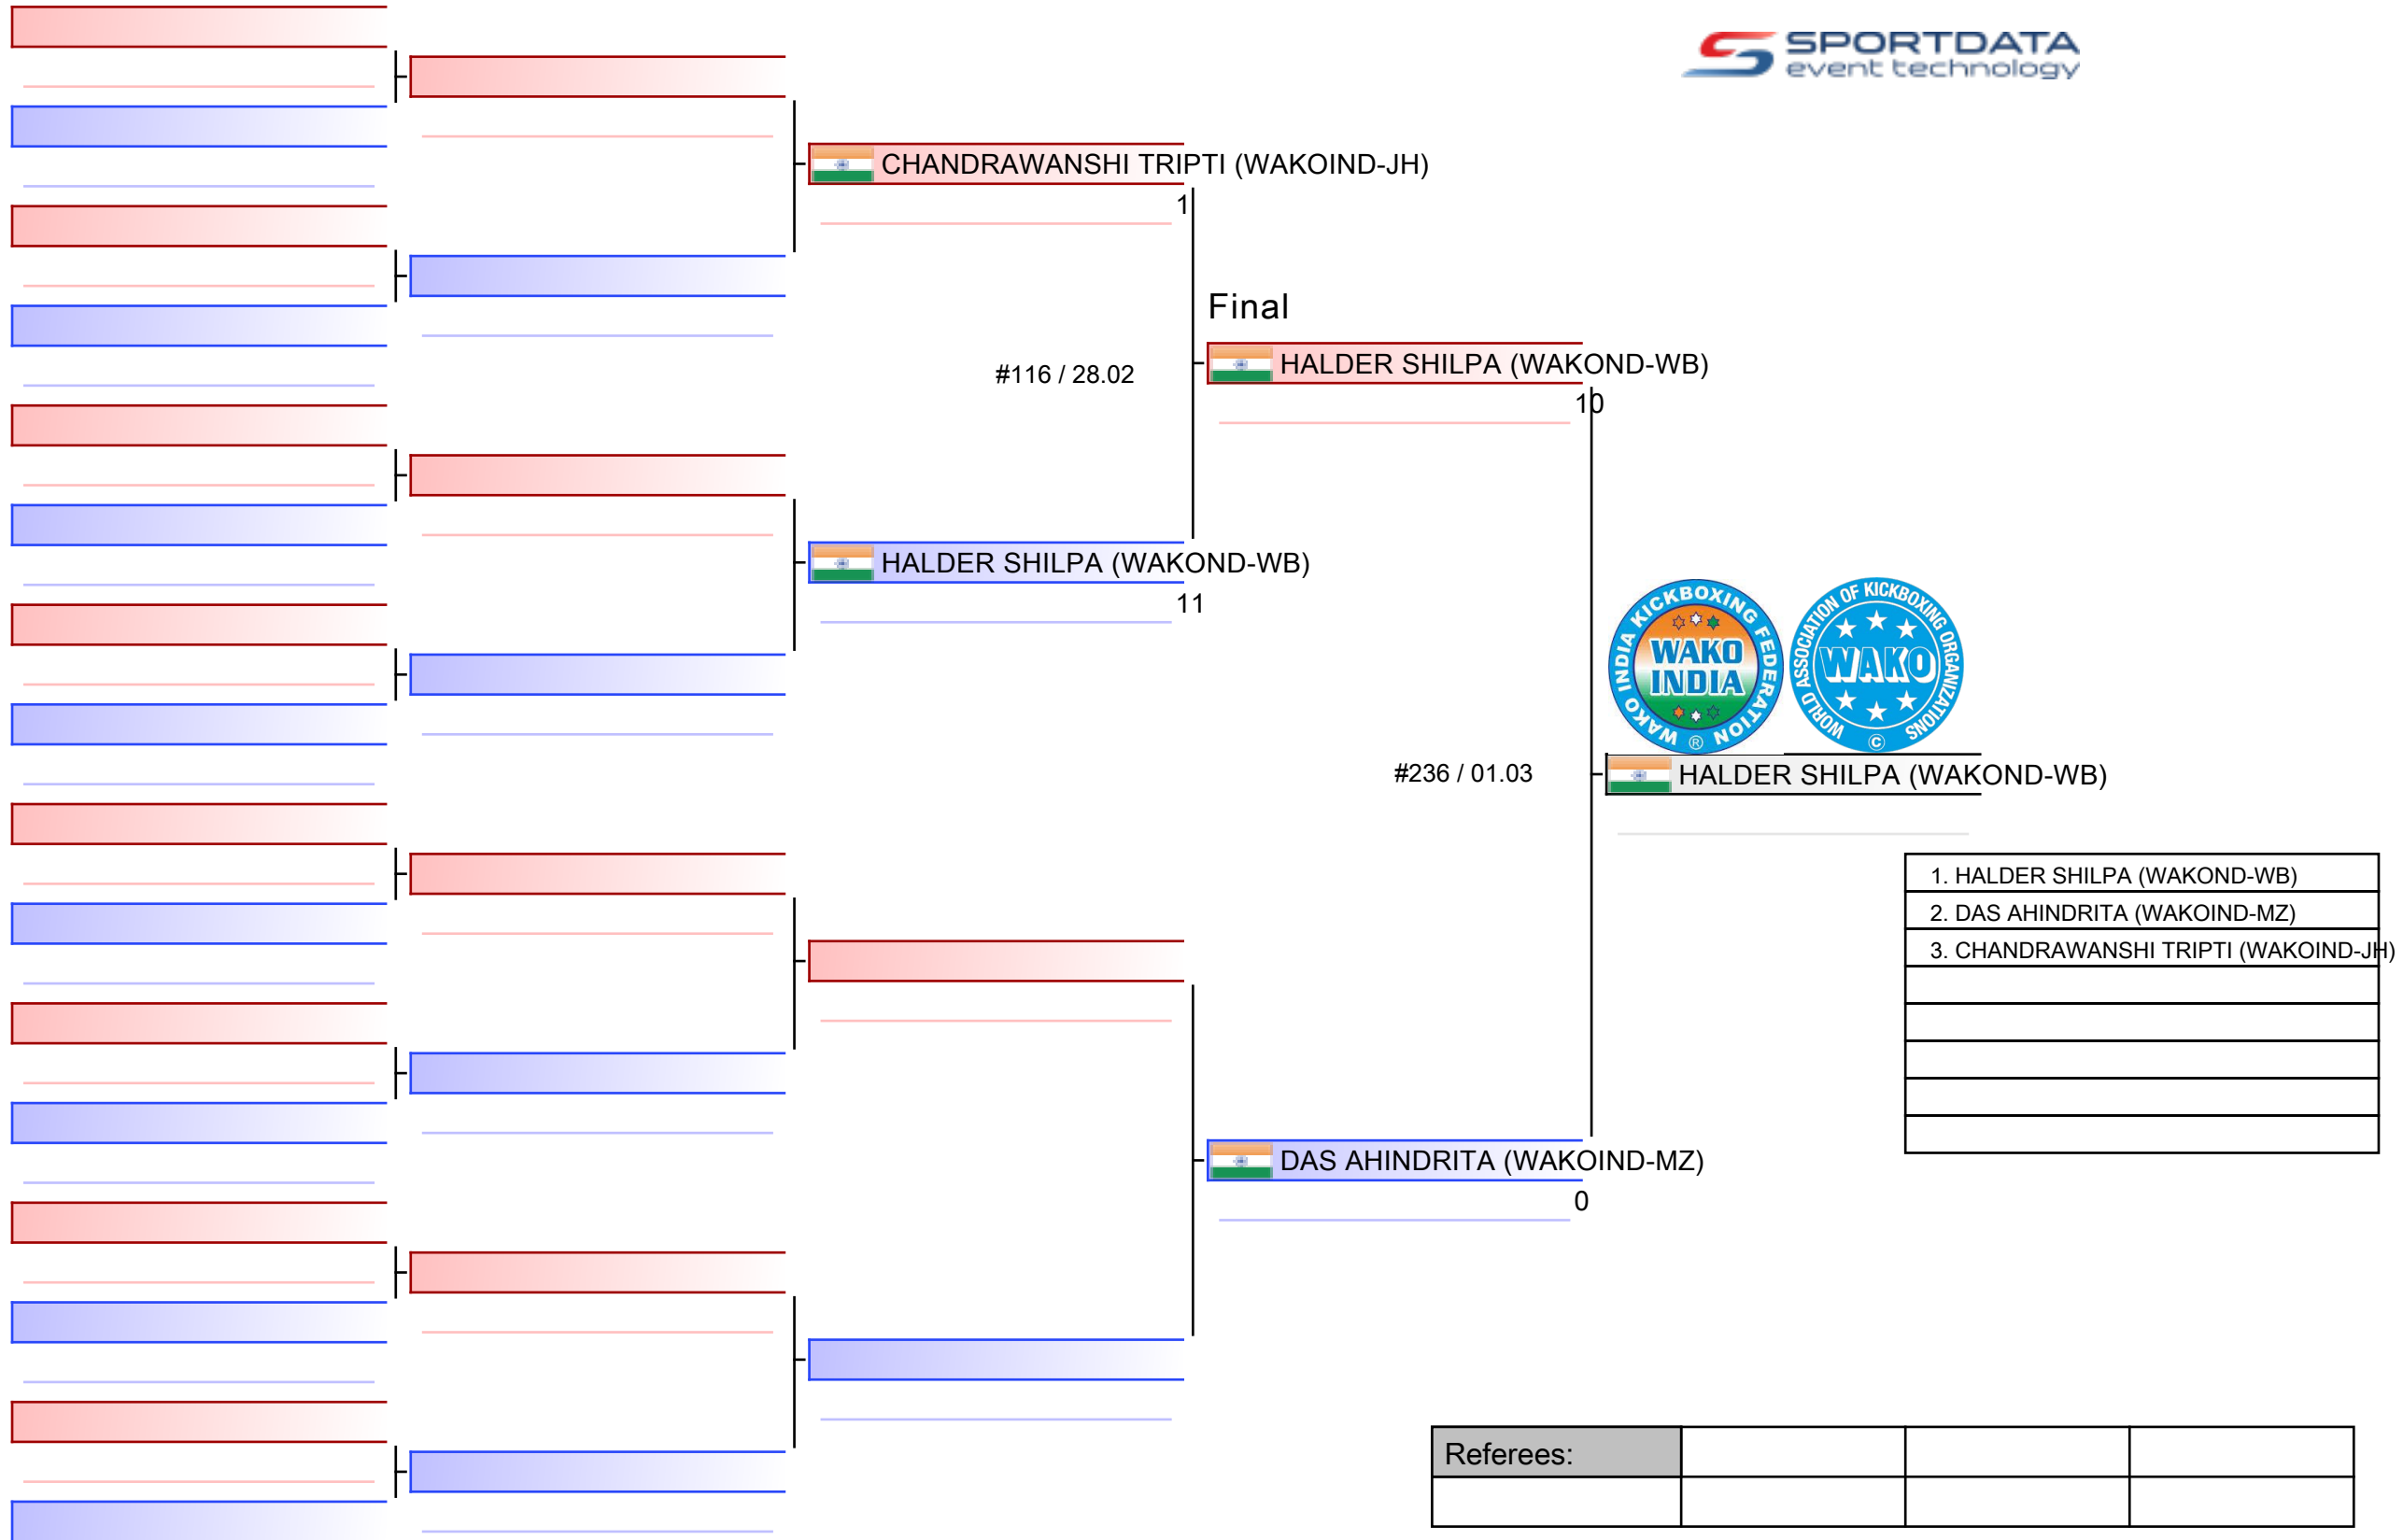 SPORTDATA
event technology
CHANDRAWANSHI TRIPTI (WAKOIND-JH)
1
Final
HALDER SHILPA (WAKOND-WB)
#116 / 28.02
10
HALDER SHILPA (WAKOND-WB)
11
WAKO INDIA KICKBOXING FEDERATION
WAKO
INDIA
®
WORLD ASSOCIATION OF KICKBOXING ORGANIZATIONS
WAKO
©
#236 / 01.03
HALDER SHILPA (WAKOND-WB)
1. HALDER SHILPA (WAKOND-WB)
2. DAS AHINDRITA (WAKOIND-MZ)
3. CHANDRAWANSHI TRIPTI (WAKOIND-JH)
DAS AHINDRITA (WAKOIND-MZ)
0
Referees: